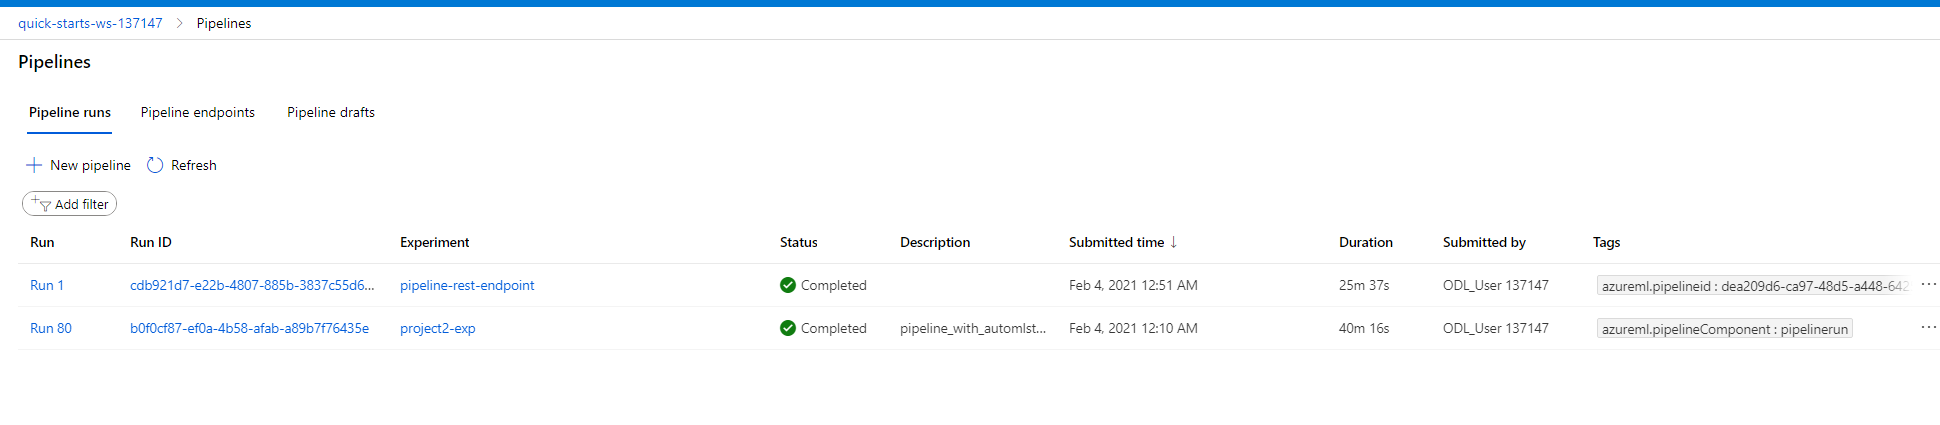 quick-starts-ws-137147 > Pipelines
Pipelines
Pipeline runs Pipeline endpoints Pipeline drafts
New pipeline Refresh
Add filter
Run Run ID Experiment Status Description Submitted time ↓ Duration Submitted by Tags
Run 1 cdb921d7-e22b-4807-885b-3837c55d6... pipeline-rest-endpoint Completed Feb 4, 2021 12:51 AM 25m 37s ODL_User 137147 azureml.pipelineid : dea209d6-ca97-48d5-a448-642 ...
Run 80 b0f0cf87-ef0a-4b58-afab-a89b7f76435e project2-exp Completed pipeline_with_automlst... Feb 4, 2021 12:10 AM 40m 16s ODL_User 137147 azureml.pipelineComponent : pipelinerun ...